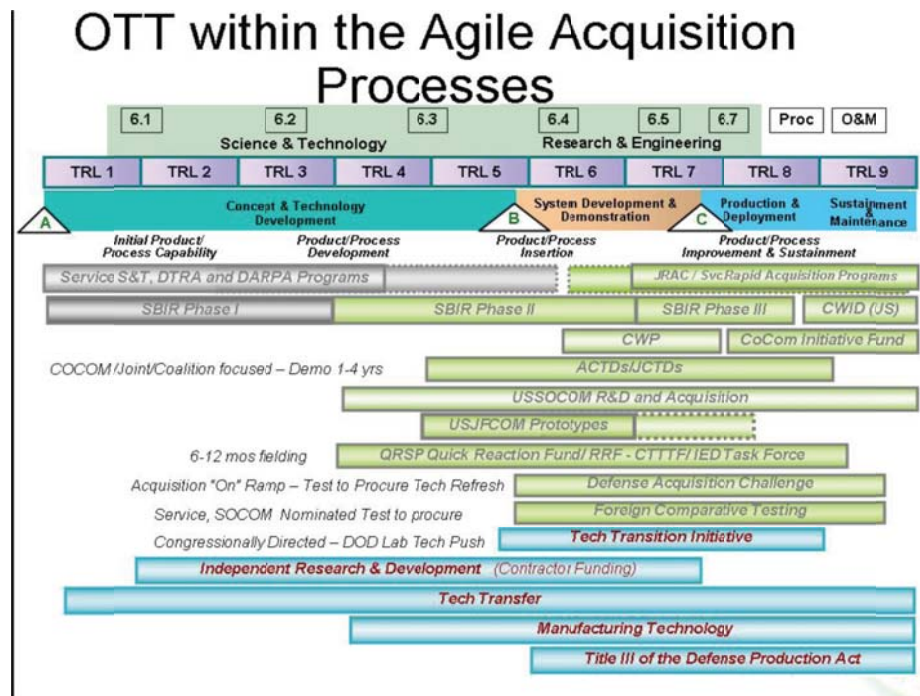 OTT within the Agile Acquisition
Processes
6.1 6.2 6.3 6.4 6.5 6.7 Proc O&M
Science & Technology Research & Engineering
TRL 1 TRL 2 TRL 3 TRL 4 TRL 5 TRL 6 TRL 7 TRL 8 TRL 9
A
Concept & Technology
Development
B
System Development &
Demonstration
C
Production &
Deployment
Sustainment
&
Maintenance
Initial Product/
Process Capability
Product/Process
Development
Product/Process
Insertion
Product/Process
Improvement & Sustainment
Service S&T, DTRA and DARPA Programs
JRAC / Svc Rapid Acquisition Programs
SBIR Phase I SBIR Phase II SBIR Phase III CWID (US)
CWP CoCom Initiative Fund
COCOM /Joint/Coalition focused – Demo 1-4 yrs ACTDs/JCTDs
USSOCOM R&D and Acquisition
USJFCOM Prototypes
6-12 mos fielding QRSP Quick Reaction Fund/ RRF - CTTTF/ IED Task Force
Acquisition "On" Ramp – Test to Procure Tech Refresh Defense Acquisition Challenge
Service, SOCOM Nominated Test to procure Foreign Comparative Testing
Congressionally Directed – DOD Lab Tech Push Tech Transition Initiative
Independent Research & Development (Contractor Funding)
Tech Transfer
Manufacturing Technology
Title III of the Defense Production Act